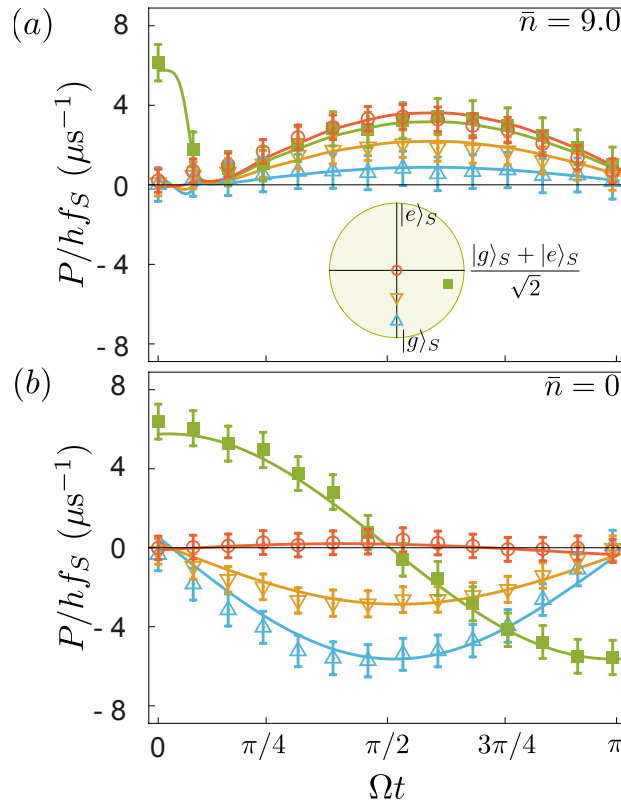 (a)
n̄ = 9.0
P/hf_S (μs⁻¹)
8
4
0
- 4
- 8
|e⟩_S
(|g⟩_S + |e⟩_S)/√2
|g⟩_S
(b)
n̄ = 0
P/hf_S (μs⁻¹)
8
4
0
- 4
- 8
0 π/4 π/2 3π/4 π
Ωt